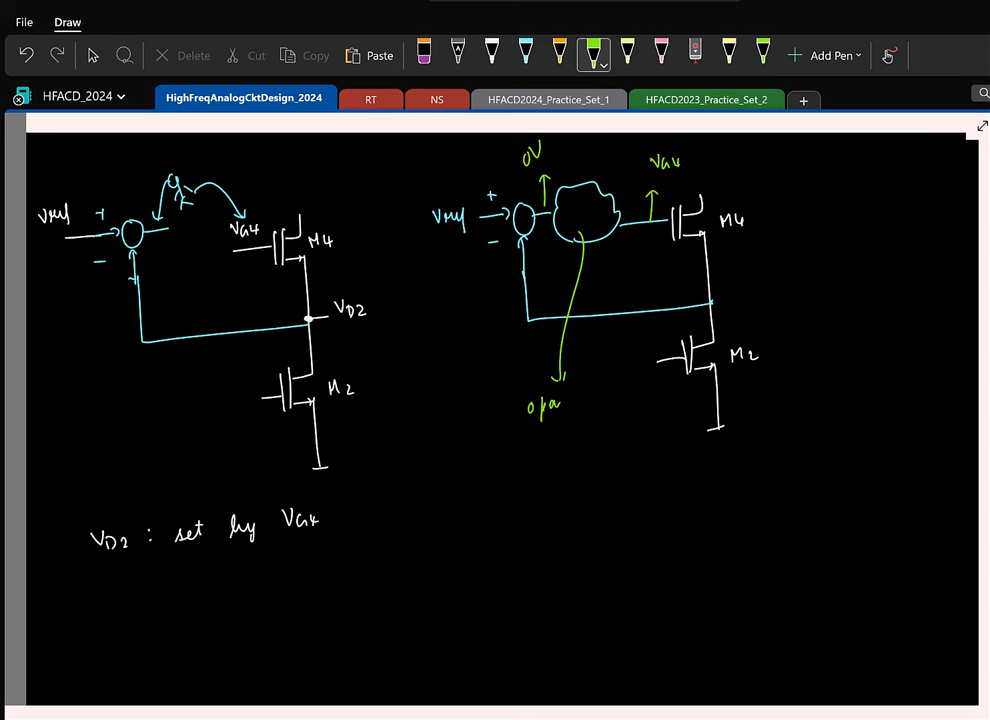 File Draw
Delete Cut Copy Paste Add Pen
HFACD_2024 HighFreqAnalogCktDesign_2024 RT NS HFACD2024_Practice_Set_1 HFACD2023_Practice_Set_2 +
Vref + - VG4 M4
VD2
M2
0V VG4
Vref + - M4
M2
opa
VD2 : set by VG4